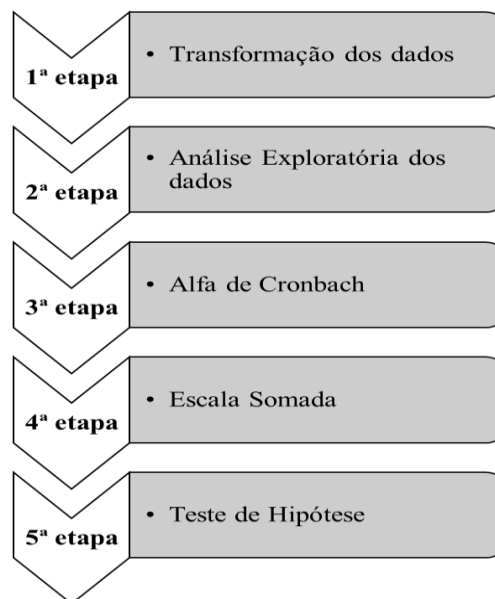 1ª etapa
• Transformação dos dados
2ª etapa
• Análise Exploratória dos
dados
3ª etapa
• Alfa de Cronbach
4ª etapa
• Escala Somada
5ª etapa
• Teste de Hipótese